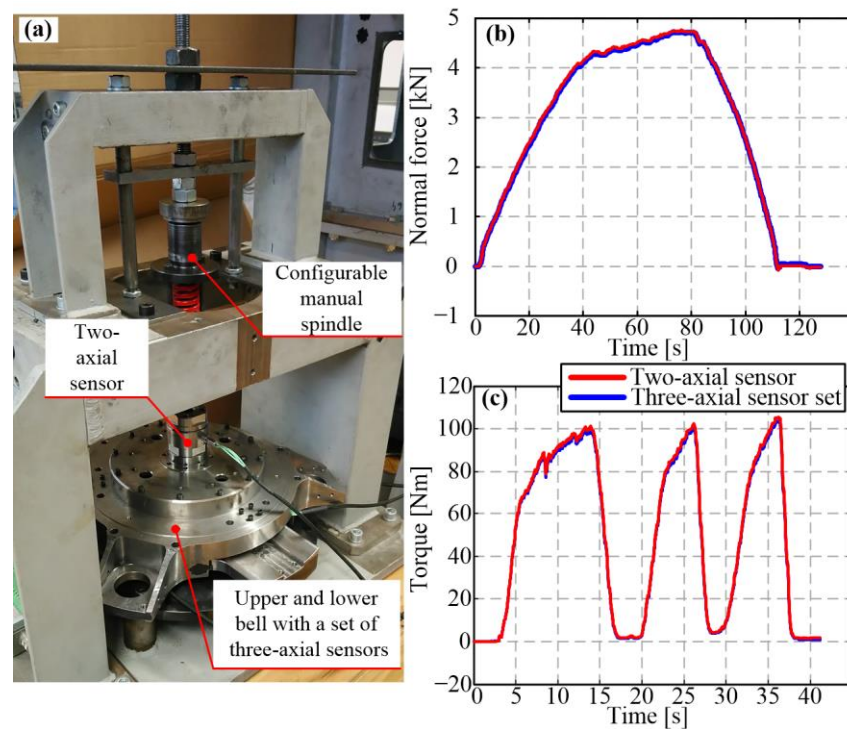 (a)
Configurable
manual
spindle
Two-
axial
sensor
Upper and lower
bell with a set of
three-axial sensors
(b)
Normal force [kN]
5
4
3
2
1
0
−1
0 20 40 60 80 100 120
Time [s]
Two-axial sensor
Three-axial sensor set
(c)
Torque [Nm]
120
100
80
60
40
20
0
−20
0 5 10 15 20 25 30 35 40
Time [s]